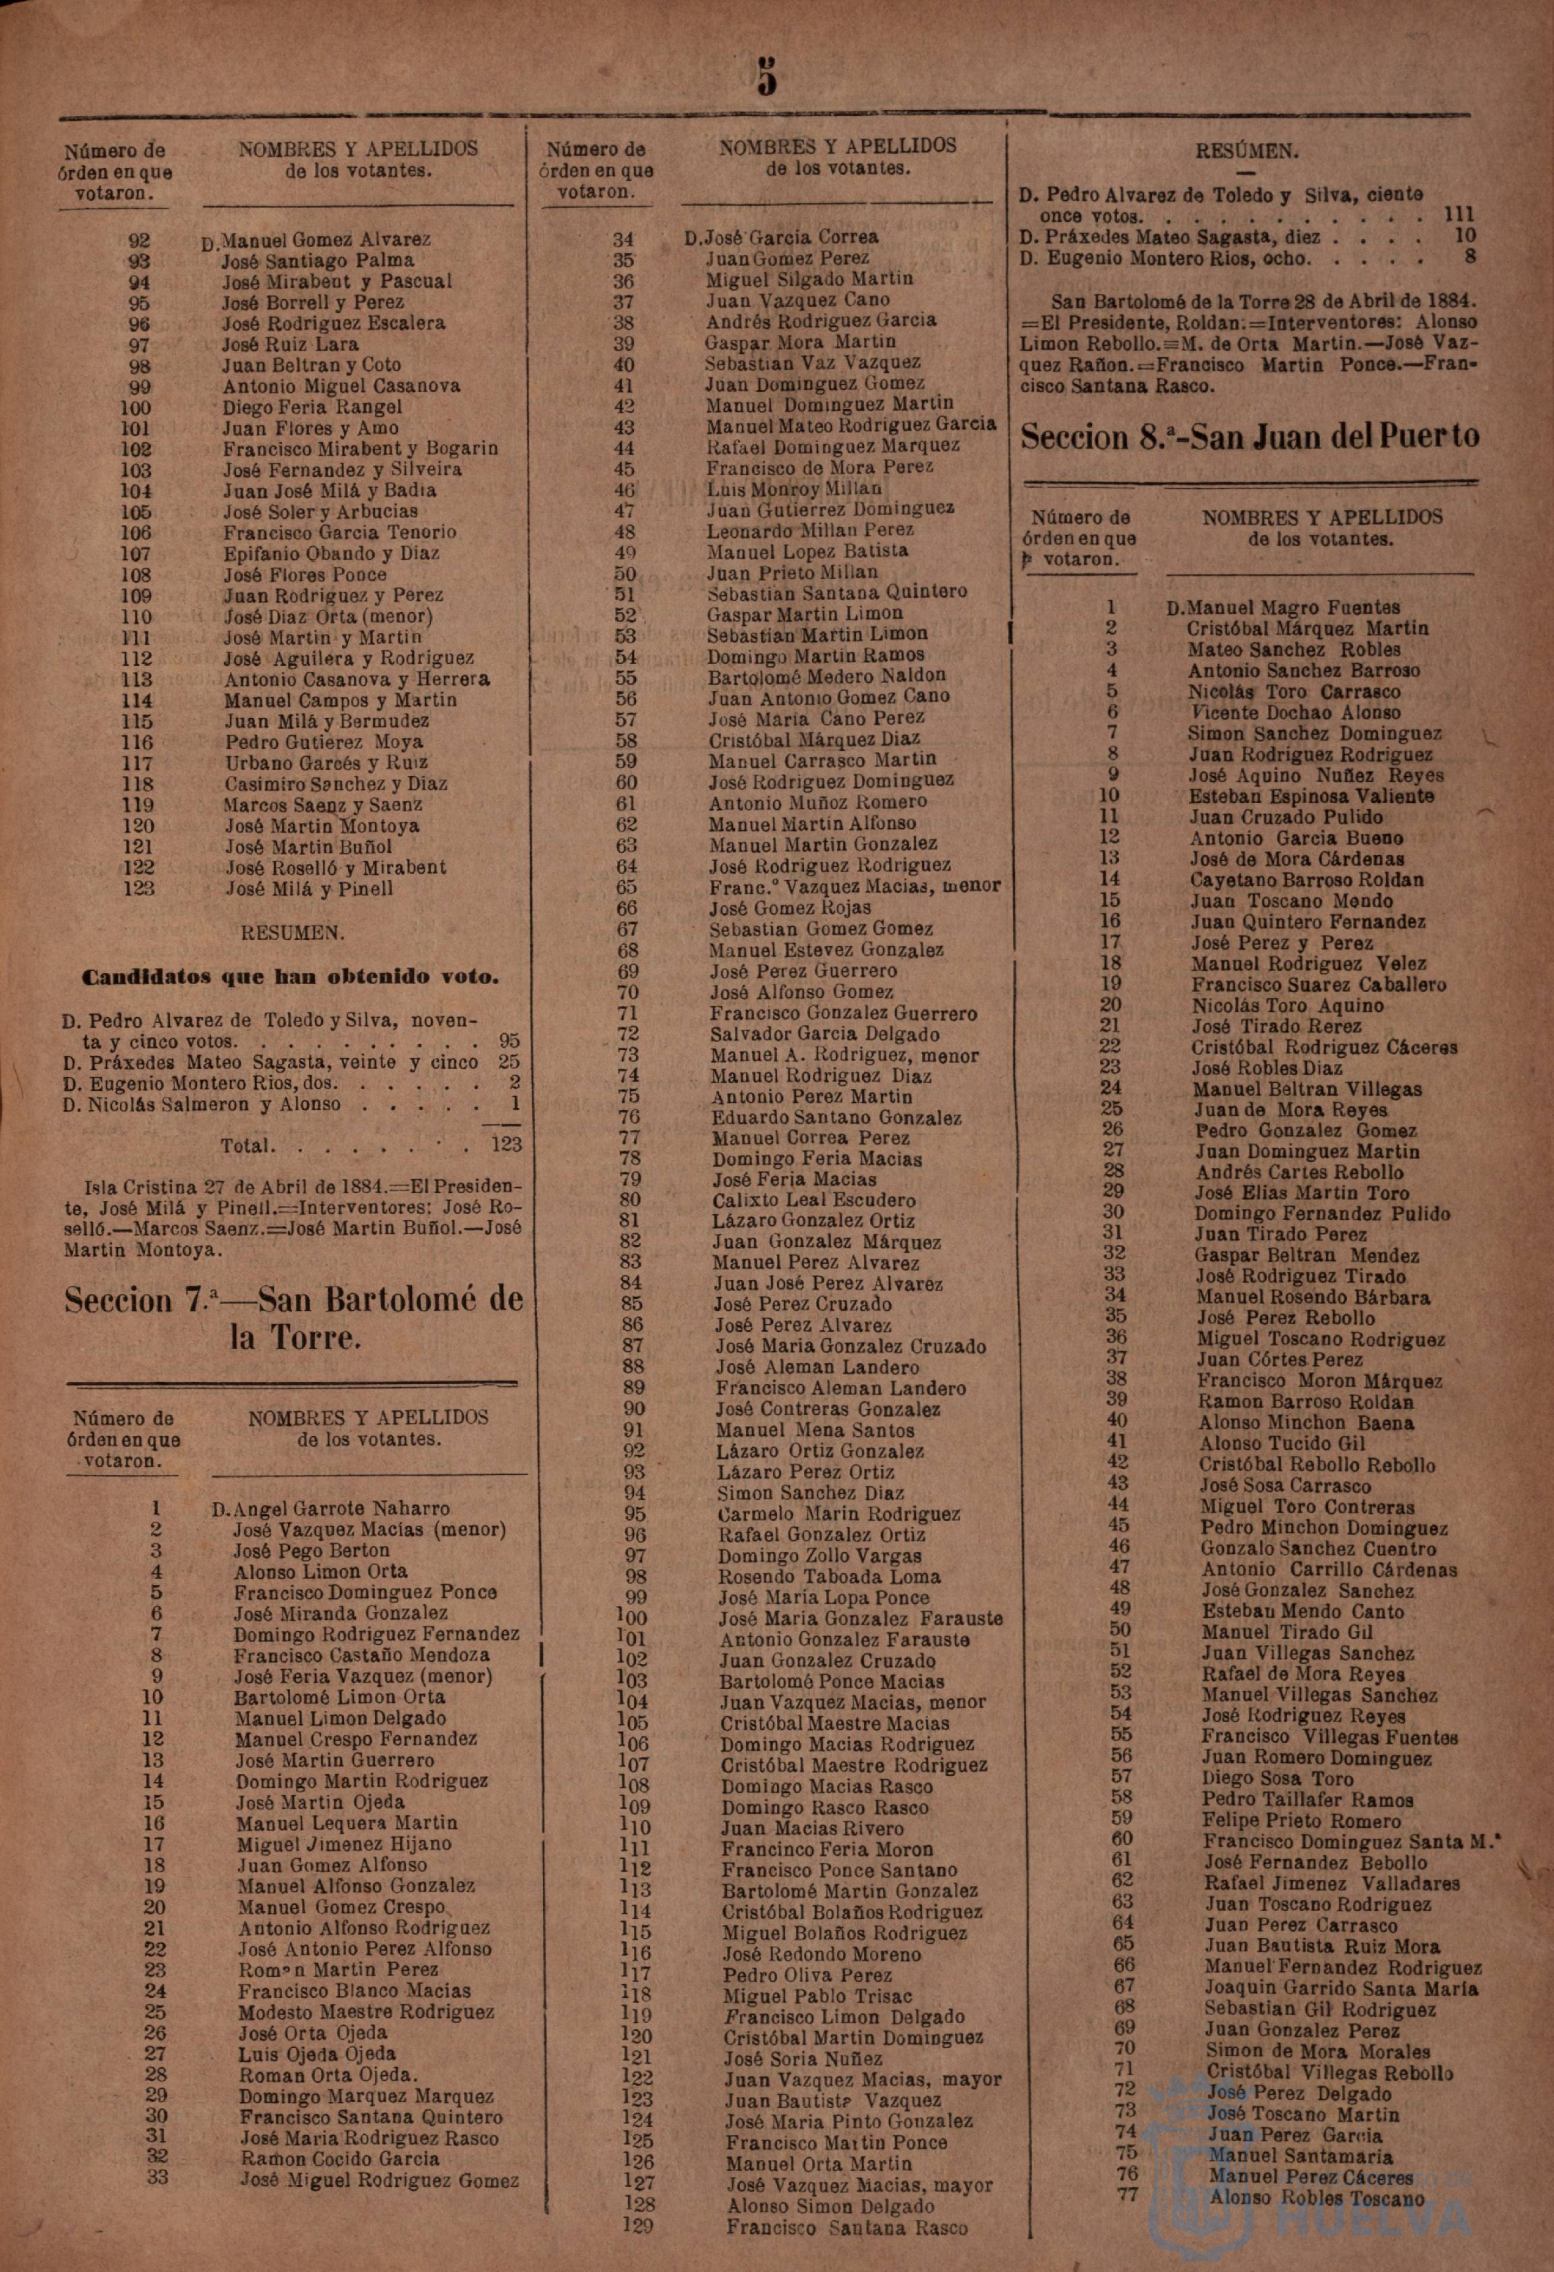 5
Número de
órden en que
votaron.
NOMBRES Y APELLIDOS
de los votantes.
92 D. Manuel Gomez Alvarez
93 José Santiago Palma
94 José Mirabent y Pascual
95 José Borrell y Perez
96 José Rodriguez Escalera
97 José Ruiz Lara
98 Juan Beltran y Coto
99 Antonio Miguel Casanova
100 Diego Feria Rangel
101 Juan Flores y Amo
102 Francisco Mirabent y Bogarin
103 José Fernandez y Silveira
104 Juan José Milá y Badia
105 José Soler y Arbucias
106 Francisco Garcia Tenorio
107 Epifanio Obando y Diaz
108 José Flores Ponce
109 Juan Rodriguez y Perez
110 José Diaz Orta (menor)
111 José Martin y Martin
112 José Aguilera y Rodriguez
113 Antonio Casanova y Herrera
114 Manuel Campos y Martin
115 Juan Milá y Bermudez
116 Pedro Gutierez Moya
117 Urbano Garcés y Ruiz
118 Casimiro Sanchez y Diaz
119 Marcos Saenz y Saenz
120 José Martin Montoya
121 José Martin Buñol
122 José Roselló y Mirabent
123 José Milá y Pinell
RESUMEN.
Candidatos que han obtenido voto.
D. Pedro Alvarez de Toledo y Silva, noven-
ta y cinco votos. . . . . . . . . . 95
D. Práxedes Mateo Sagasta, veinte y cinco 25
D. Eugenio Montero Rios, dos. . . . . . 2
D. Nicolás Salmeron y Alonso . . . . . 1
Total. . . . . . . . 123
Isla Cristina 27 de Abril de 1884.=El Presiden-
te, José Milá y Pinell.=Interventores: José Ro-
selló.—Marcos Saenz.=José Martin Buñol.—José
Martin Montoya.
Seccion 7.ª—San Bartolomé de
la Torre.
Número de
órden en que
votaron.
NOMBRES Y APELLIDOS
de los votantes.
1 D. Angel Garrote Naharro
2 José Vazquez Macias (menor)
3 José Pego Berton
4 Alonso Limon Orta
5 Francisco Dominguez Ponce
6 José Miranda Gonzalez
7 Domingo Rodriguez Fernandez
8 Francisco Castaño Mendoza
9 José Feria Vazquez (menor)
10 Bartolomé Limon Orta
11 Manuel Limon Delgado
12 Manuel Crespo Fernandez
13 José Martin Guerrero
14 Domingo Martin Rodriguez
15 José Martin Ojeda
16 Manuel Lequera Martin
17 Miguel Jimenez Hijano
18 Juan Gomez Alfonso
19 Manuel Alfonso Gonzalez
20 Manuel Gomez Crespo
21 Antonio Alfonso Rodriguez
22 José Antonio Perez Alfonso
23 Roman Martin Perez
24 Francisco Blanco Macias
25 Modesto Maestre Rodriguez
26 José Orta Ojeda
27 Luis Ojeda Ojeda
28 Roman Orta Ojeda.
29 Domingo Marquez Marquez
30 Francisco Santana Quintero
31 José Maria Rodriguez Rasco
32 Ramon Cocido Garcia
33 José Miguel Rodriguez Gomez
Número de
órden en que
votaron.
NOMBRES Y APELLIDOS
de los votantes.
34 D. José Garcia Correa
35 Juan Gomez Perez
36 Miguel Silgado Martin
37 Juan Vazquez Cano
38 Andrés Rodriguez Garcia
39 Gaspar Mora Martin
40 Sebastian Vaz Vazquez
41 Juan Dominguez Gomez
42 Manuel Dominguez Martin
43 Manuel Mateo Rodriguez Garcia
44 Rafael Dominguez Marquez
45 Francisco de Mora Perez
46 Luis Monroy Millan
47 Juan Gutierrez Dominguez
48 Leonardo Millan Perez
49 Manuel Lopez Batista
50 Juan Prieto Millan
51 Sebastian Santana Quintero
52 Gaspar Martin Limon
53 Sebastian Martin Limon
54 Domingo Martin Ramos
55 Bartolomé Medero Naldon
56 Juan Antonio Gomez Cano
57 José Maria Cano Perez
58 Cristóbal Márquez Diaz
59 Manuel Carrasco Martin
60 José Rodriguez Dominguez
61 Antonio Muñoz Romero
62 Manuel Martin Alfonso
63 Manuel Martin Gonzalez
64 José Rodriguez Rodriguez
65 Franc.º Vazquez Macias, menor
66 José Gomez Rojas
67 Sebastian Gomez Gomez
68 Manuel Estevez Gonzalez
69 José Perez Guerrero
70 José Alfonso Gomez
71 Francisco Gonzalez Guerrero
72 Salvador Garcia Delgado
73 Manuel A. Rodriguez, menor
74 Manuel Rodriguez Diaz
75 Antonio Perez Martin
76 Eduardo Santano Gonzalez
77 Manuel Correa Perez
78 Domingo Feria Macias
79 José Feria Macias
80 Calixto Leal Escudero
81 Lázaro Gonzalez Ortiz
82 Juan Gonzalez Márquez
83 Manuel Perez Alvarez
84 Juan José Perez Alvarez
85 José Perez Cruzado
86 José Perez Alvarez
87 José Maria Gonzalez Cruzado
88 José Aleman Landero
89 Francisco Aleman Landero
90 José Contreras Gonzalez
91 Manuel Mena Santos
92 Lázaro Ortiz Gonzalez
93 Lázaro Perez Ortiz
94 Simon Sanchez Diaz
95 Carmelo Marin Rodriguez
96 Rafael Gonzalez Ortiz
97 Domingo Zollo Vargas
98 Rosendo Taboada Loma
99 José Maria Lopa Ponce
100 José Maria Gonzalez Farauste
101 Antonio Gonzalez Farauste
102 Juan Gonzalez Cruzado
103 Bartolomé Ponce Macias
104 Juan Vazquez Macias, menor
105 Cristóbal Maestre Macias
106 Domingo Macias Rodriguez
107 Cristóbal Maestre Rodriguez
108 Domingo Macias Rasco
109 Domingo Rasco Rasco
110 Juan Macias Rivero
111 Francinco Feria Moron
112 Francisco Ponce Santano
113 Bartolomé Martin Gonzalez
114 Cristóbal Bolaños Rodriguez
115 Miguel Bolaños Rodriguez
116 José Redondo Moreno
117 Pedro Oliva Perez
118 Miguel Pablo Trisac
119 Francisco Limon Delgado
120 Cristóbal Martin Dominguez
121 José Soria Nuñez
122 Juan Vazquez Macias, mayor
123 Juan Bautista Vazquez
124 José Maria Pinto Gonzalez
125 Francisco Martin Ponce
126 Manuel Orta Martin
127 José Vazquez Macias, mayor
128 Alonso Simon Delgado
129 Francisco Santana Rasco
RESÚMEN.
D. Pedro Alvarez de Toledo y Silva, ciente
once votos. . . . . . . . . . . 111
D. Práxedes Mateo Sagasta, diez . . . . 10
D. Eugenio Montero Rios, ocho. . . . . 8
San Bartolomé de la Torre 28 de Abril de 1884.
=El Presidente, Roldan.=Interventores: Alonso
Limon Rebollo.=M. de Orta Martin.—José Vaz-
quez Rañon.=Francisco Martin Ponce.—Fran-
cisco Santana Rasco.
Seccion 8.ª-San Juan del Puerto
Número de
órden en que
votaron.
NOMBRES Y APELLIDOS
de los votantes.
1 D. Manuel Magro Fuentes
2 Cristóbal Márquez Martin
3 Mateo Sanchez Robles
4 Antonio Sanchez Barroso
5 Nicolás Toro Carrasco
6 Vicente Dochao Alonso
7 Simon Sanchez Dominguez
8 Juan Rodriguez Rodriguez
9 José Aquino Nuñez Reyes
10 Esteban Espinosa Valiente
11 Juan Cruzado Pulido
12 Antonio Garcia Bueno
13 José de Mora Cárdenas
14 Cayetano Barroso Roldan
15 Juan Toscano Mendo
16 Juan Quintero Fernandez
17 José Perez y Perez
18 Manuel Rodriguez Velez
19 Francisco Suarez Caballero
20 Nicolás Toro Aquino
21 José Tirado Rerez
22 Cristóbal Rodriguez Cáceres
23 José Robles Diaz
24 Manuel Beltran Villegas
25 Juan de Mora Reyes
26 Pedro Gonzalez Gomez
27 Juan Dominguez Martin
28 Andrés Cartes Rebollo
29 José Elias Martin Toro
30 Domingo Fernandez Pulido
31 Juan Tirado Perez
32 Gaspar Beltran Mendez
33 José Rodriguez Tirado
34 Manuel Rosendo Bárbara
35 José Perez Rebollo
36 Miguel Toscano Rodriguez
37 Juan Córtes Perez
38 Francisco Moron Márquez
39 Ramon Barroso Roldan
40 Alonso Minchon Baena
41 Alonso Tucido Gil
42 Cristóbal Rebollo Rebollo
43 José Sosa Carrasco
44 Miguel Toro Contreras
45 Pedro Minchon Dominguez
46 Gonzalo Sanchez Cuentro
47 Antonio Carrillo Cárdenas
48 José Gonzalez Sanchez
49 Esteban Mendo Canto
50 Manuel Tirado Gil
51 Juan Villegas Sanchez
52 Rafael de Mora Reyes
53 Manuel Villegas Sanchez
54 José Rodriguez Reyes
55 Francisco Villegas Fuentes
56 Juan Romero Dominguez
57 Diego Sosa Toro
58 Pedro Taillafer Ramos
59 Felipe Prieto Romero
60 Francisco Dominguez Santa M.ª
61 José Fernandez Bebollo
62 Rafael Jimenez Valladares
63 Juan Toscano Rodriguez
64 Juan Perez Carrasco
65 Juan Bautista Ruiz Mora
66 Manuel Fernandez Rodriguez
67 Joaquin Garrido Santa María
68 Sebastian Gil Rodriguez
69 Juan Gonzalez Perez
70 Simon de Mora Morales
71 Cristóbal Villegas Rebollo
72 José Perez Delgado
73 José Toscano Martin
74 Juan Perez Garcia
75 Manuel Santamaria
76 Manuel Perez Cáceres
77 Alonso Robles Toscano
HUELVA